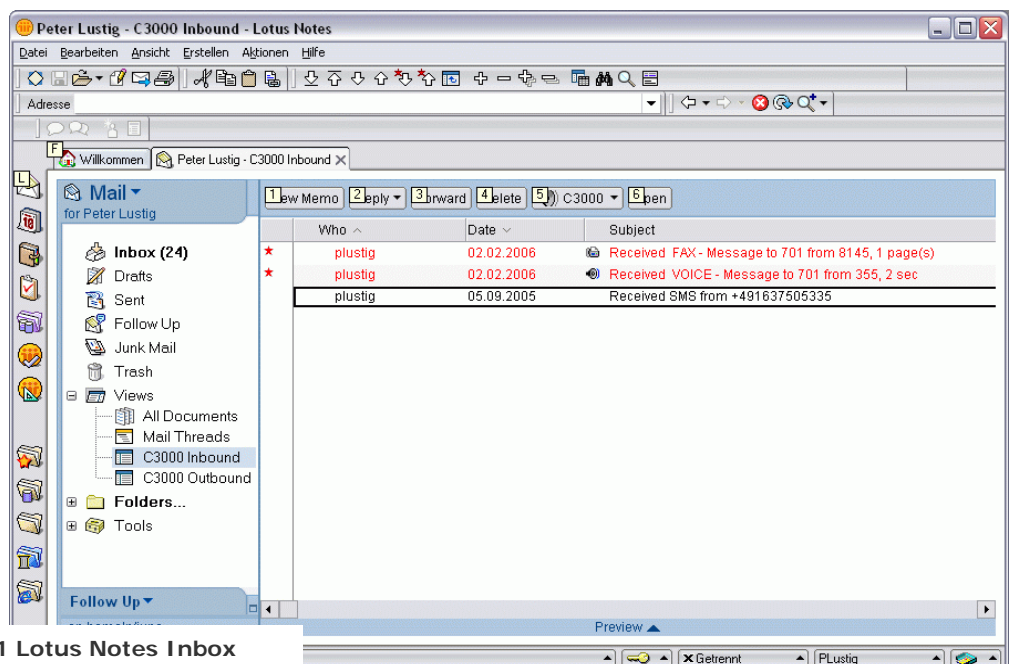 Peter Lustig - C3000 Inbound - Lotus Notes
Datei Bearbeiten Ansicht Erstellen Aktionen Hilfe
Adresse
F
Willkommen Peter Lustig - C3000 Inbound
L
Mail
for Peter Lustig
1 ew Memo 2 eply 3 orward 4 elete 5 C3000 6 pen
Who Date Subject
plustig 02.02.2006 Received FAX - Message to 701 from 8145, 1 page(s)
plustig 02.02.2006 Received VOICE - Message to 701 from 355, 2 sec
plustig 05.09.2005 Received SMS from +491637505335
Inbox (24)
Drafts
Sent
Follow Up
Junk Mail
Trash
Views
All Documents
Mail Threads
C3000 Inbound
C3000 Outbound
Folders...
Tools
Follow Up
Preview
1 Lotus Notes Inbox
Getrennt PLustig